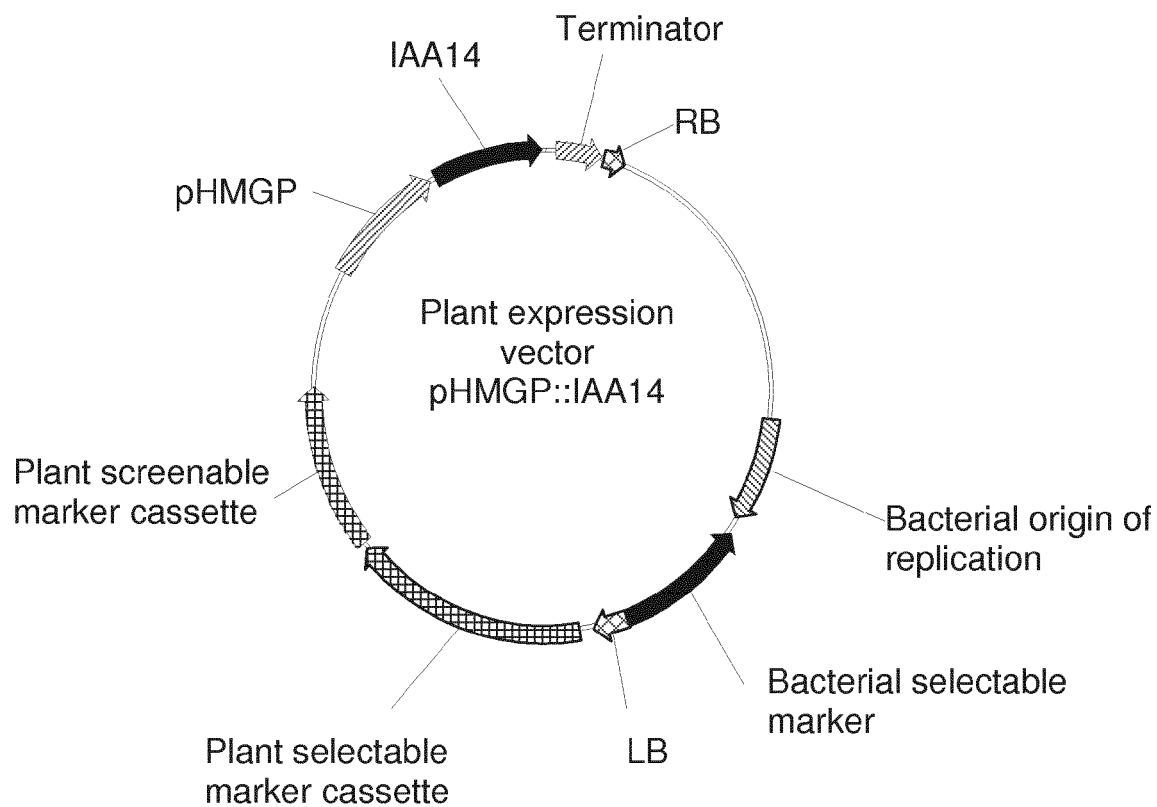 Terminator
IAA14
RB
pHMGP
Plant expression
vector
pHMGP::IAA14
Plant screenable
marker cassette
Bacterial origin of
replication
Bacterial selectable
marker
LB
Plant selectable
marker cassette